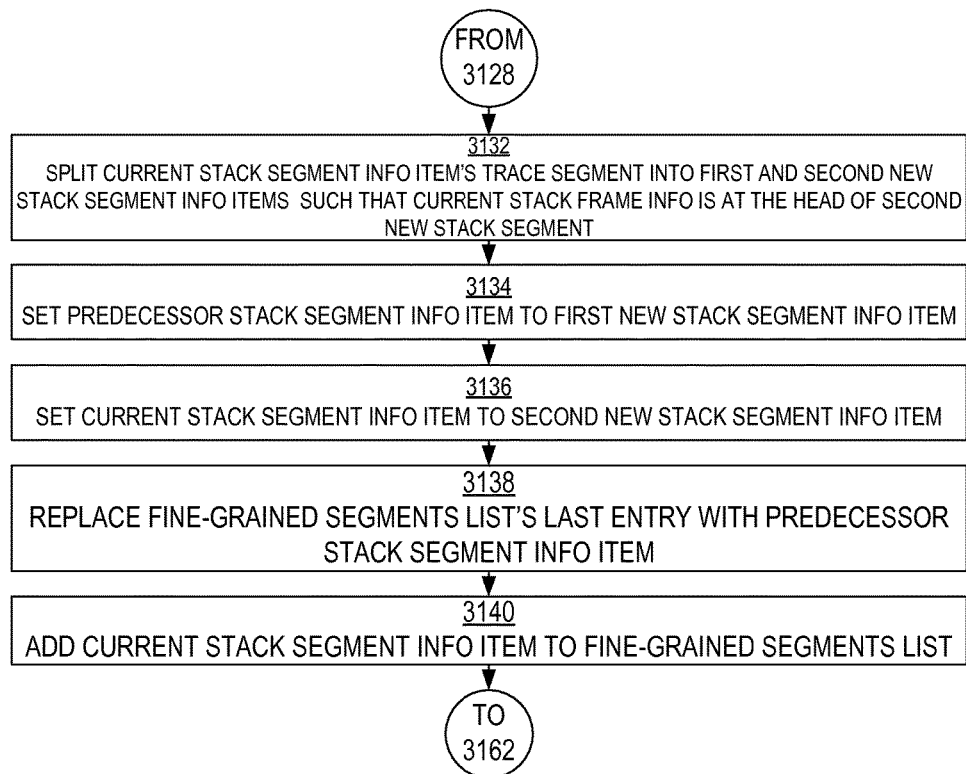 FROM
3128
3132
SPLIT CURRENT STACK SEGMENT INFO ITEM'S TRACE SEGMENT INTO FIRST AND SECOND NEW
STACK SEGMENT INFO ITEMS SUCH THAT CURRENT STACK FRAME INFO IS AT THE HEAD OF SECOND
NEW STACK SEGMENT
3134
SET PREDECESSOR STACK SEGMENT INFO ITEM TO FIRST NEW STACK SEGMENT INFO ITEM
3136
SET CURRENT STACK SEGMENT INFO ITEM TO SECOND NEW STACK SEGMENT INFO ITEM
3138
REPLACE FINE-GRAINED SEGMENTS LIST'S LAST ENTRY WITH PREDECESSOR
STACK SEGMENT INFO ITEM
3140
ADD CURRENT STACK SEGMENT INFO ITEM TO FINE-GRAINED SEGMENTS LIST
TO
3162